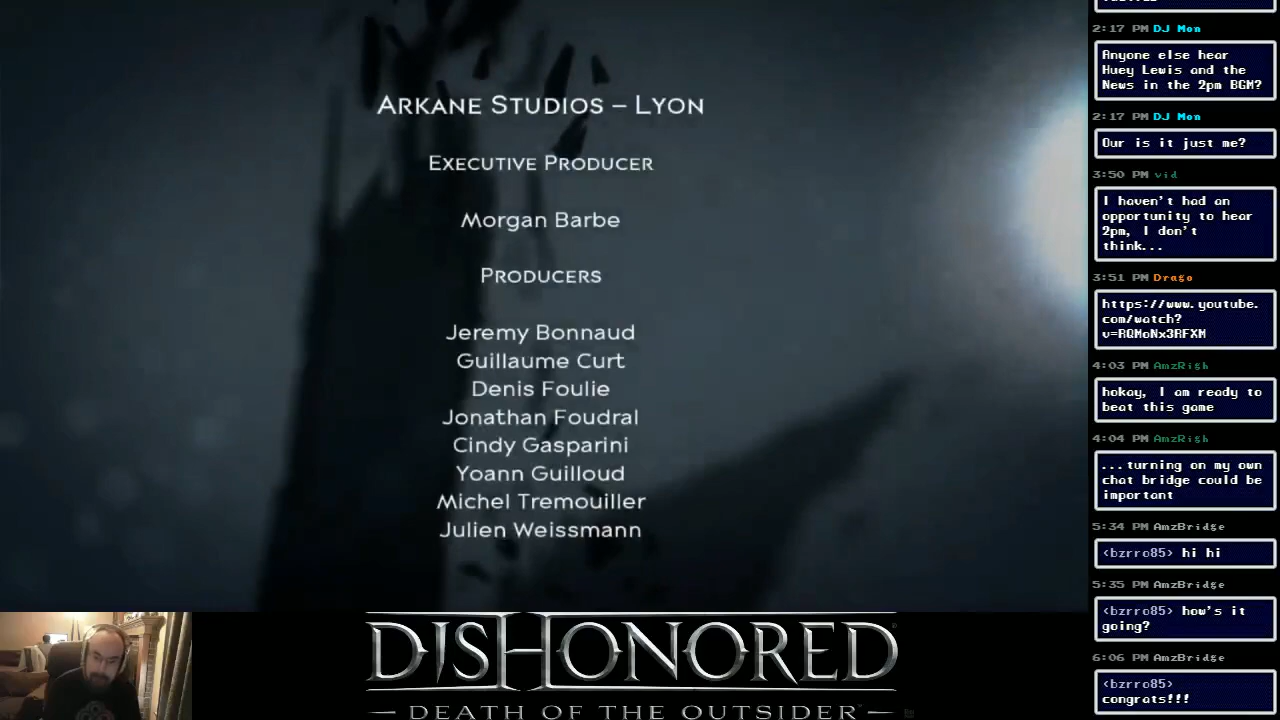 ARKANE STUDIOS – LYON
EXECUTIVE PRODUCER
Morgan Barbe
PRODUCERS
Jeremy Bonnaud
Guillaume Curt
Denis Foulie
Jonathan Foudral
Cindy Gasparini
Yoann Guilloud
Michel Tremouiller
Julien Weissmann
DISHONORED
DEATH OF THE OUTSIDER
2:17 PM DJ Mon
Anyone else hear
Huey Lewis and the
News in the 2pm BGM?
2:17 PM DJ Mon
Our is it just me?
3:50 PM vid
I haven't had an
opportunity to hear
2pm, I don't
think...
3:51 PM Drago
https://www.youtube.
com/watch?
v=RQMoNx3RFXM
4:03 PM AmzRigh
hokay, I am ready to
beat this game
4:04 PM AmzRigh
...turning on my own
chat bridge could be
important
5:34 PM AmzBridge
<bzrro85> hi hi
5:35 PM AmzBridge
<bzrro85> how's it
going?
6:06 PM AmzBridge
<bzrro85>
congrats!!!